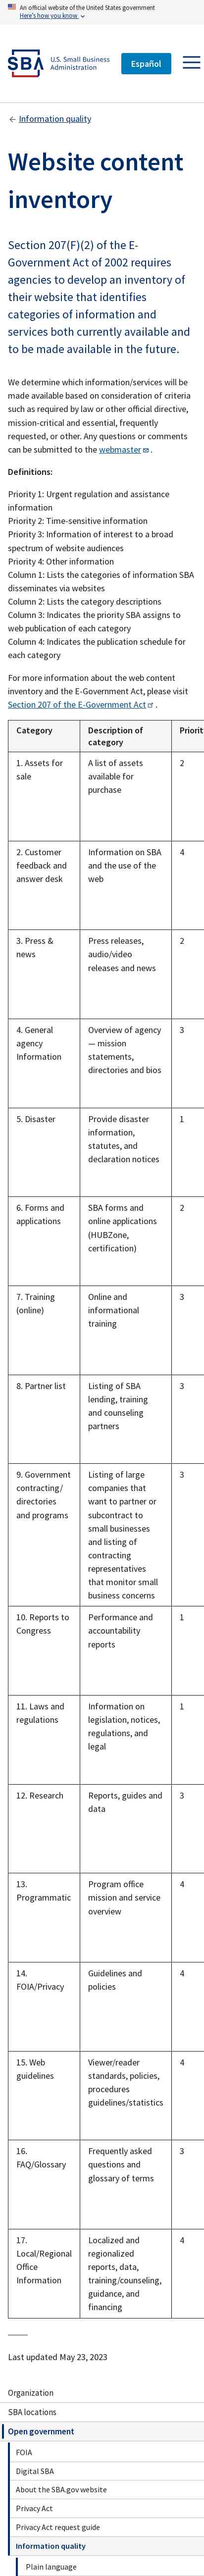 An official website of the United States government
Here's how you know
SBA
U.S. Small Business
Administration
Español
Information quality
Website content
inventory
Section 207(F)(2) of the E-
Government Act of 2002 requires
agencies to develop an inventory of
their website that identifies
categories of information and
services both currently available and
to be made available in the future.
We determine which information/services will be
made available based on consideration of criteria
such as required by law or other official directive,
mission-critical and essential, frequently
requested, or other. Any questions or comments
can be submitted to the webmaster .
Definitions:
Priority 1: Urgent regulation and assistance
information
Priority 2: Time-sensitive information
Priority 3: Information of interest to a broad
spectrum of website audiences
Priority 4: Other information
Column 1: Lists the categories of information SBA
disseminates via websites
Column 2: Lists the category descriptions
Column 3: Indicates the priority SBA assigns to
web publication of each category
Column 4: Indicates the publication schedule for
each category
For more information about the web content
inventory and the E-Government Act, please visit
Section 207 of the E-Government Act .
Category
Description of
category
Priorit
1. Assets for
sale
A list of assets
available for
purchase
2
2. Customer
feedback and
answer desk
Information on SBA
and the use of the
web
4
3. Press &
news
Press releases,
audio/video
releases and news
2
4. General
agency
Information
Overview of agency
— mission
statements,
directories and bios
3
5. Disaster
Provide disaster
information,
statutes, and
declaration notices
1
6. Forms and
applications
SBA forms and
online applications
(HUBZone,
certification)
2
7. Training
(online)
Online and
informational
training
3
8. Partner list
Listing of SBA
lending, training
and counseling
partners
3
9. Government
contracting/
directories
and programs
Listing of large
companies that
want to partner or
subcontract to
small businesses
and listing of
contracting
representatives
that monitor small
business concerns
3
10. Reports to
Congress
Performance and
accountability
reports
1
11. Laws and
regulations
Information on
legislation, notices,
regulations, and
legal
1
12. Research
Reports, guides and
data
3
13.
Programmatic
Program office
mission and service
overview
4
14.
FOIA/Privacy
Guidelines and
policies
4
15. Web
guidelines
Viewer/reader
standards, policies,
procedures
guidelines/statistics
4
16.
FAQ/Glossary
Frequently asked
questions and
glossary of terms
3
17.
Local/Regional
Office
Information
Localized and
regionalized
reports, data,
training/counseling,
guidance, and
financing
4
Last updated May 23, 2023
Organization
SBA locations
Open government
FOIA
Digital SBA
About the SBA.gov website
Privacy Act
Privacy Act request guide
Information quality
Plain language